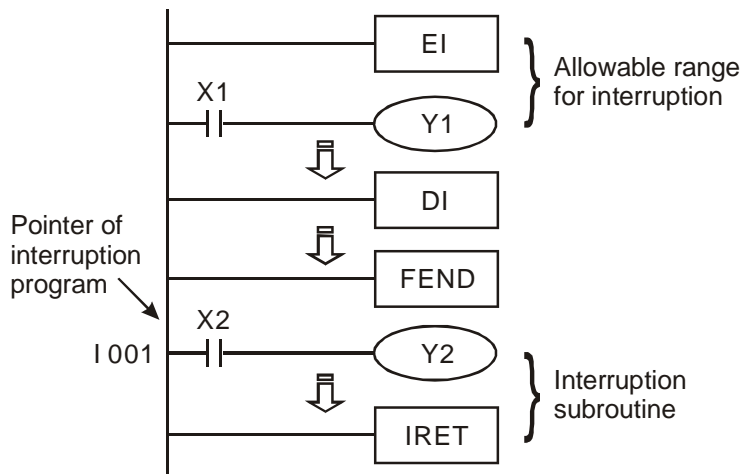 EI
Allowable range
for interruption
X1
Y1
DI
Pointer of
interruption
program
FEND
X2
I 001
Y2
Interruption
subroutine
IRET